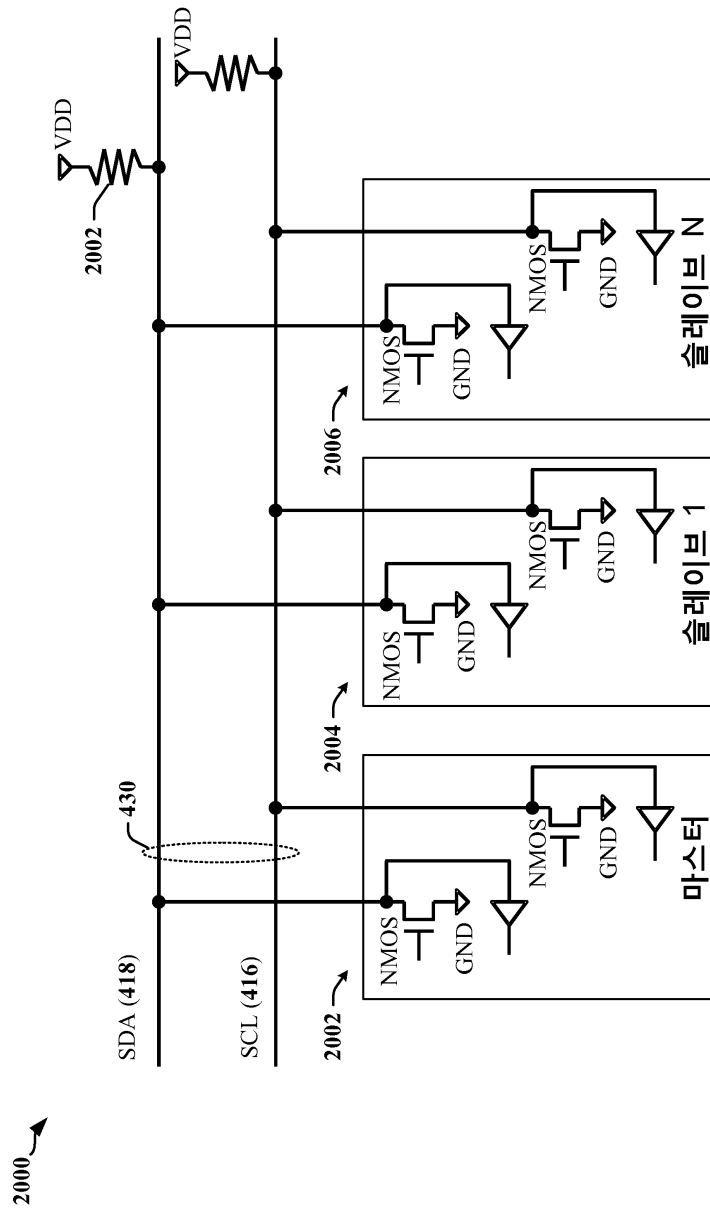 2000
SDA (418)
SCL (416)
430
VDD
2002
VDD
2002
NMOS
GND
NMOS
GND
마스터
2004
NMOS
GND
NMOS
GND
슬레이브 1
2006
NMOS
GND
NMOS
GND
슬레이브 N